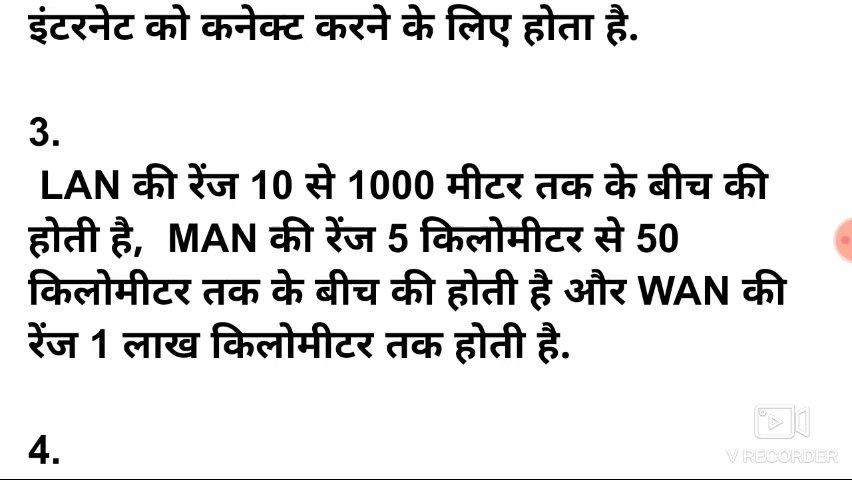 इंटरनेट को कनेक्ट करने के लिए होता है.
3.
LAN की रेंज 10 से 1000 मीटर तक के बीच की
होती है, MAN की रेंज 5 किलोमीटर से 50
किलोमीटर तक के बीच की होती है और WAN की
रेंज 1 लाख किलोमीटर तक होती है.
4.
V RECORDER